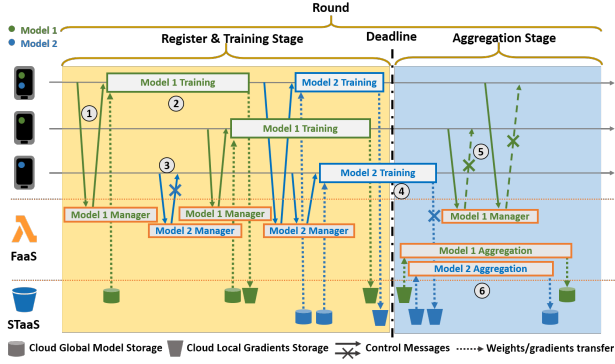 Round
Model 1
Model 2
Register & Training Stage
Deadline
Aggregation Stage
Model 1 Training
Model 2 Training
1
2
Model 1 Training
3
5
Model 2 Training
4
Model 1 Manager
Model 1 Manager
Model 1 Manager
Model 2 Manager
Model 2 Manager
FaaS
Model 1 Aggregation
Model 2 Aggregation
6
STaaS
Cloud Global Model Storage
Cloud Local Gradients Storage
Control Messages
Weights/gradients transfer